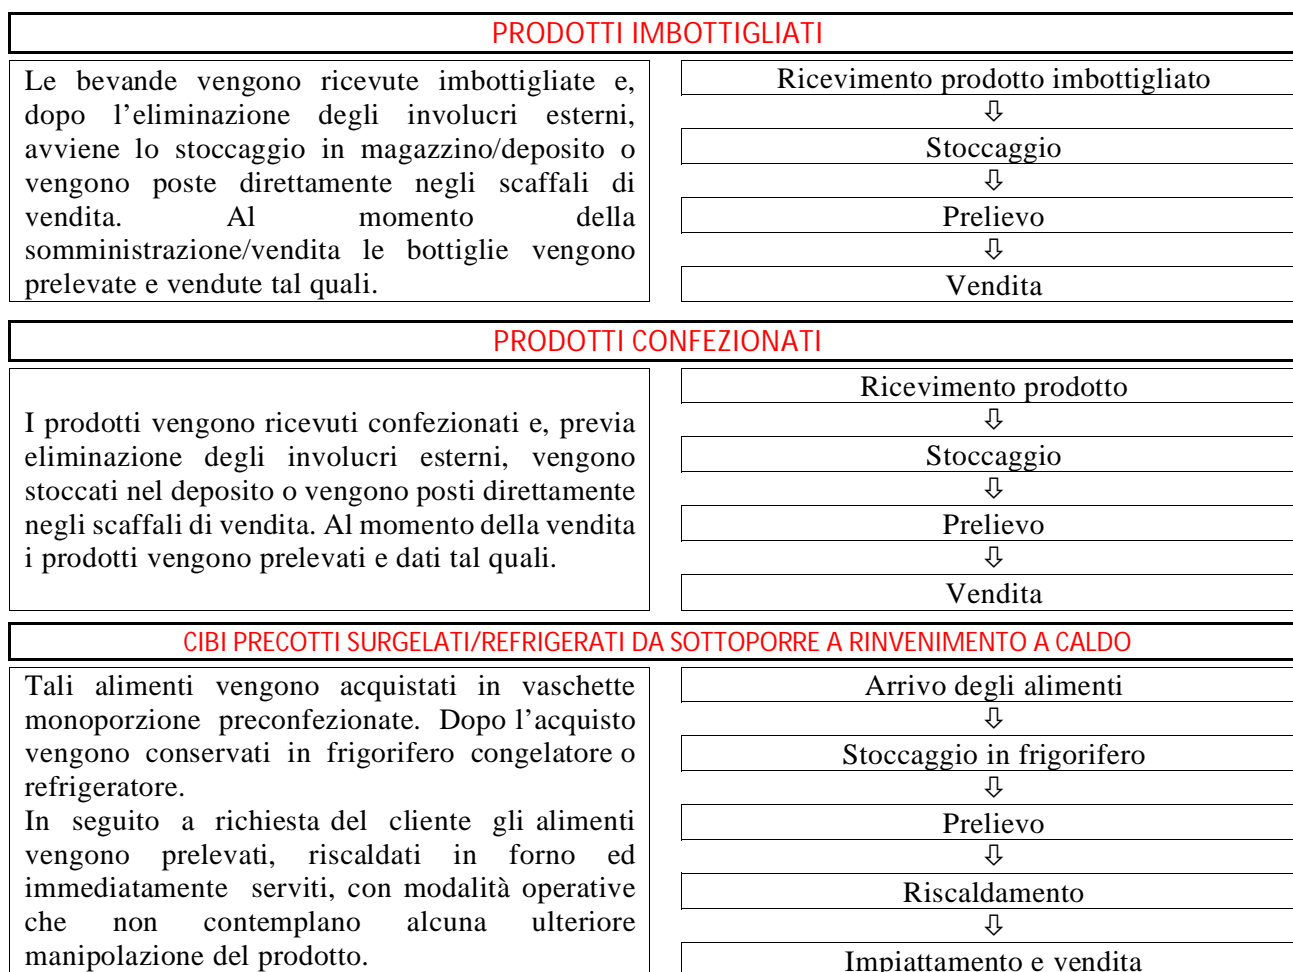 PRODOTTI IMBOTTIGLIATI
Le bevande vengono ricevute imbottigliate e,
dopo l’eliminazione degli involucri esterni,
avviene lo stoccaggio in magazzino/deposito o
vengono poste direttamente negli scaffali di
vendita. Al momento della
somministrazione/vendita le bottiglie vengono
prelevate e vendute tal quali.
Ricevimento prodotto imbottigliato
⇩
Stoccaggio
⇩
Prelievo
⇩
Vendita
PRODOTTI CONFEZIONATI
I prodotti vengono ricevuti confezionati e, previa
eliminazione degli involucri esterni, vengono
stoccati nel deposito o vengono posti direttamente
negli scaffali di vendita. Al momento della vendita
i prodotti vengono prelevati e dati tal quali.
Ricevimento prodotto
⇩
Stoccaggio
⇩
Prelievo
⇩
Vendita
CIBI PRECOTTI SURGELATI/REFRIGERATI DA SOTTOPORRE A RINVENIMENTO A CALDO
Tali alimenti vengono acquistati in vaschette
monoporzione preconfezionate. Dopo l’acquisto
vengono conservati in frigorifero congelatore o
refrigeratore.
In seguito a richiesta del cliente gli alimenti
vengono prelevati, riscaldati in forno ed
immediatamente serviti, con modalità operative
che non contemplano alcuna ulteriore
manipolazione del prodotto.
Arrivo degli alimenti
⇩
Stoccaggio in frigorifero
⇩
Prelievo
⇩
Riscaldamento
⇩
Impiattamento e vendita